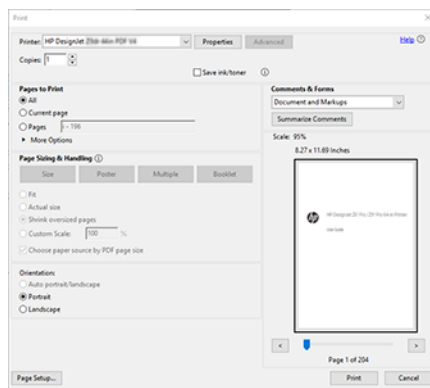 Print
Printer: HP DesignJet
Properties
Advanced
Help
Copies: 1
Save ink/toner
Pages to Print
All
Current page
Pages
- 196
More Options
Comments & Forms
Document and Markups
Summarize Comments
Page Sizing & Handling
Size
Poster
Multiple
Booklet
Fit
Actual size
Shrink oversized pages
Custom Scale: 100 %
Choose paper source by PDF page size
Orientation:
Auto portrait/landscape
Portrait
Landscape
Scale: 95%
8.27 x 11.69 Inches
hp
<
>
Page 1 of 204
Page Setup...
Print
Cancel